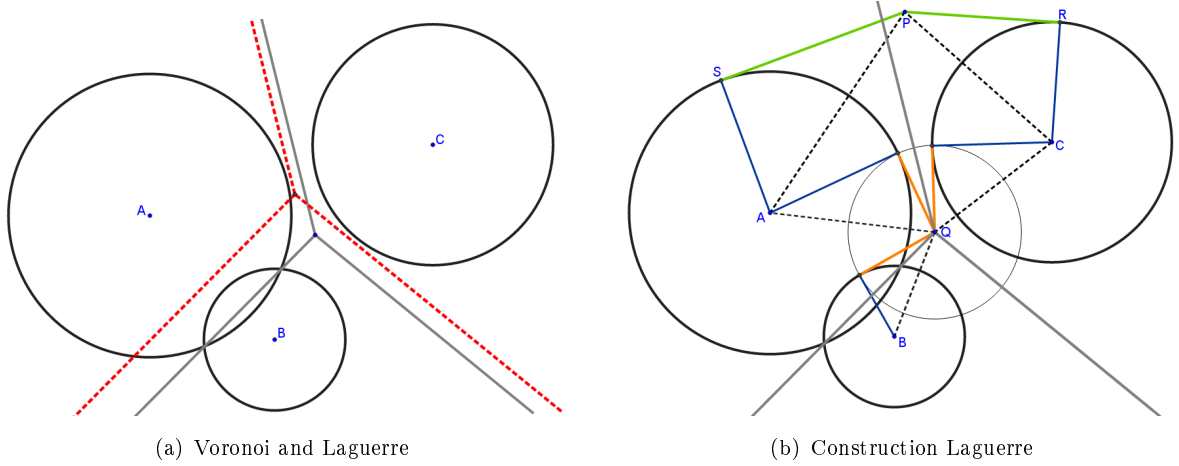 A
B
C
P
R
S
A
C
Q
B
(a) Voronoi and Laguerre
(b) Construction Laguerre